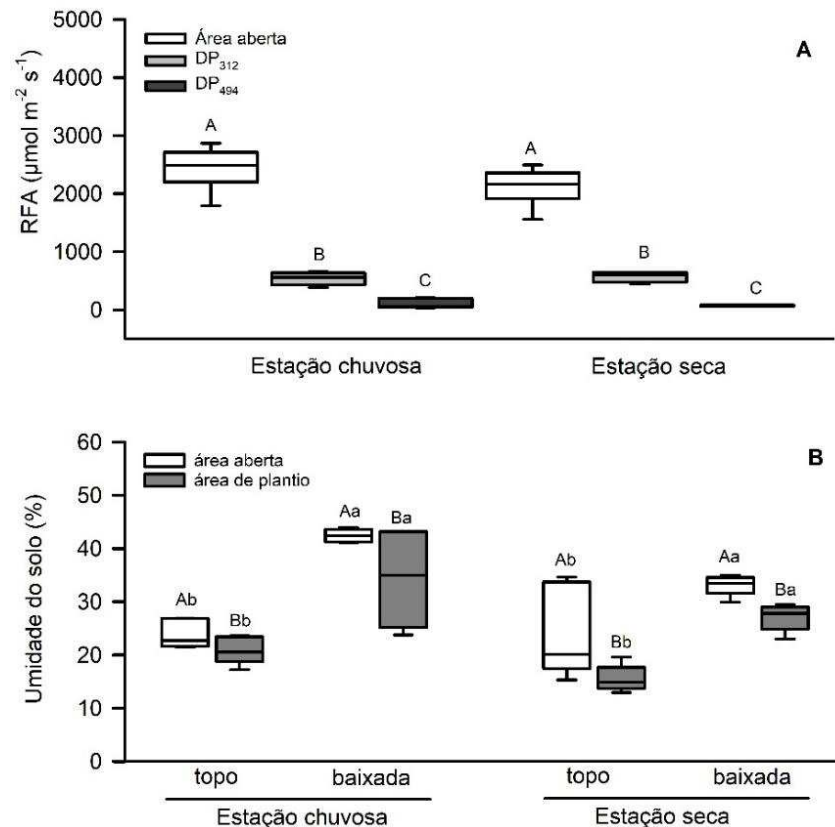 5000
4000
3000
2000
1000
0
RFA (µmol m⁻² s⁻¹)
Área aberta
DP₃₁₂
DP₄₉₄
A
A
B
C
A
B
C
Estação chuvosa
Estação seca
60
50
40
30
20
10
0
Umidade do solo (%)
área aberta
área de plantio
B
Ab
Bb
Aa
Ba
Ab
Bb
Aa
Ba
topo
baixada
topo
baixada
Estação chuvosa
Estação seca